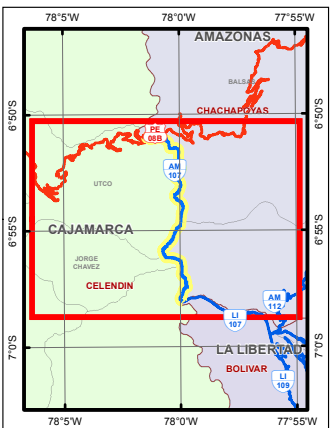 78°5'W 78°0'W 77°55'W
AMAZONAS
BALSAS
6°50'S 6°50'S
CHACHAPOYAS
PE
08B
AM
107
UTCO
6°55'S 6°55'S
CAJAMARCA
JORGE
CHAVEZ
CELENDIN
AM
112
LI
107
7°0'S 7°0'S
LA LIBERTAD
BOLIVAR
LI
109
78°5'W 78°0'W 77°55'W